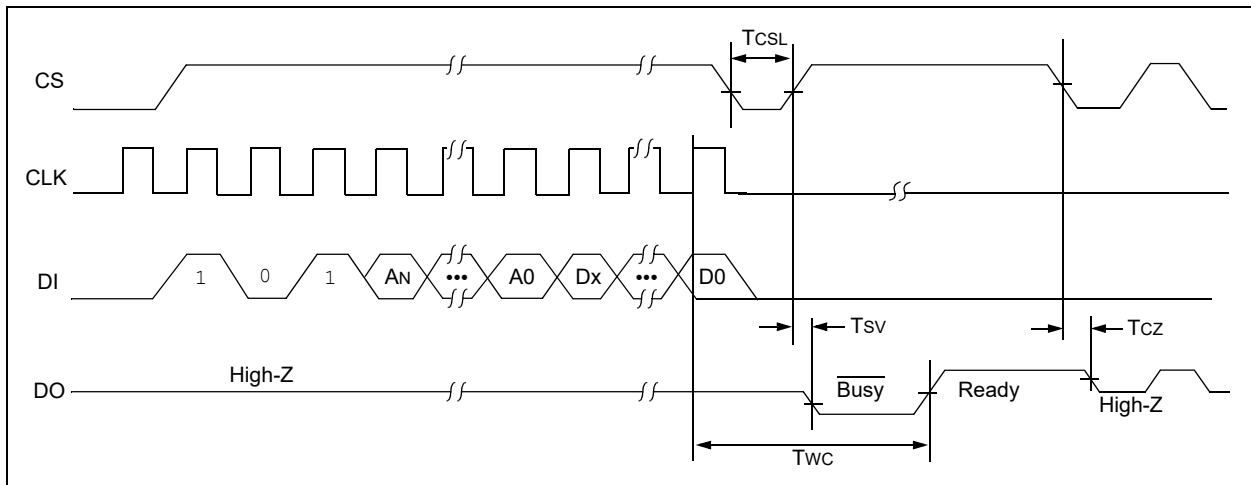 TCSL
CS
CLK
DI 1 0 1 AN ••• A0 Dx ••• D0
TSV
TCZ
High-Z
DO
Busy
Ready
High-Z
TWC